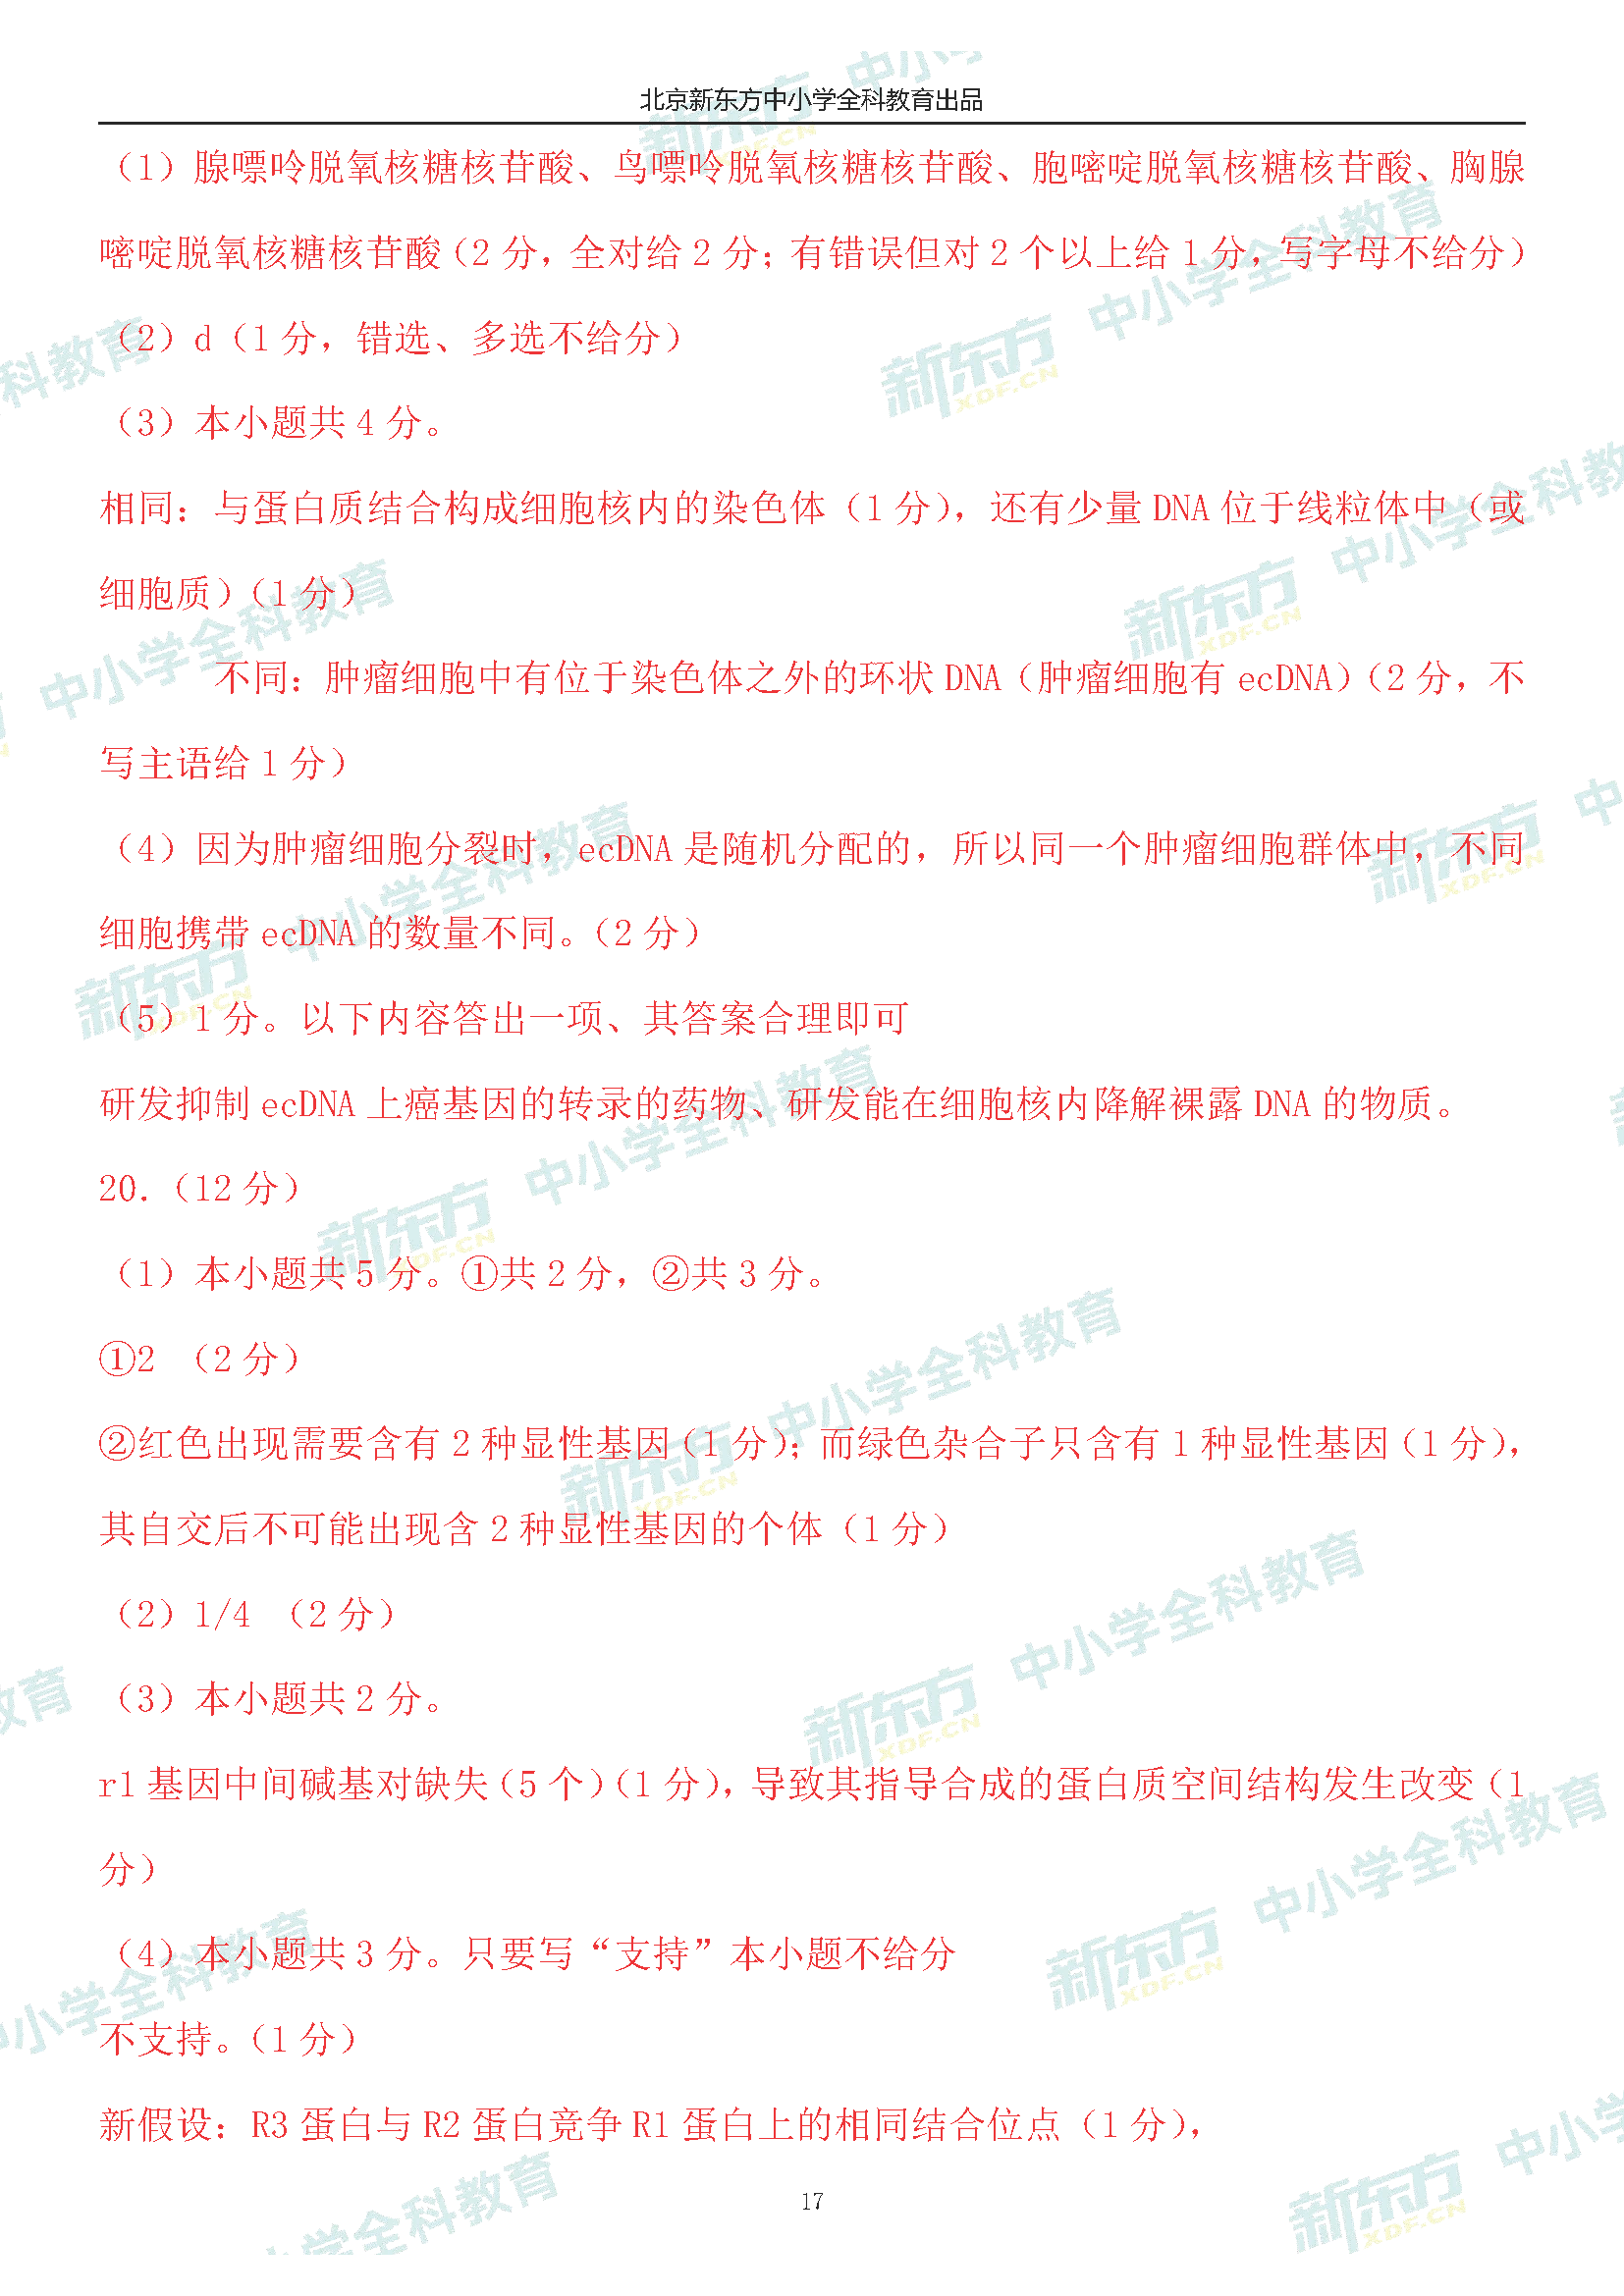 北京新东方中小学全科教育出品
（1）腺嘌呤脱氧核糖核苷酸、鸟嘌呤脱氧核糖核苷酸、胞嘧啶脱氧核糖核苷酸、胸腺
嘧啶脱氧核糖核苷酸（2 分，全对给 2 分；有错误但对 2 个以上给 1 分，写字母不给分）
（2）d（1 分，错选、多选不给分）
（3）本小题共 4 分。
相同：与蛋白质结合构成细胞核内的染色体（1 分），还有少量 DNA 位于线粒体中（或
细胞质）（1 分）
不同：肿瘤细胞中有位于染色体之外的环状 DNA（肿瘤细胞有 ecDNA）（2 分，不
写主语给 1 分）
（4）因为肿瘤细胞分裂时，ecDNA 是随机分配的，所以同一个肿瘤细胞群体中，不同
细胞携带 ecDNA 的数量不同。（2 分）
（5）1 分。以下内容答出一项、其答案合理即可
研发抑制 ecDNA 上癌基因的转录的药物、研发能在细胞核内降解裸露 DNA 的物质。
20.（12 分）
（1）本小题共 5 分。①共 2 分，②共 3 分。
①2 （2 分）
②红色出现需要含有 2 种显性基因（1 分）；而绿色杂合子只含有 1 种显性基因（1 分），
其自交后不可能出现含 2 种显性基因的个体（1 分）
（2）1/4 （2 分）
（3）本小题共 2 分。
r1 基因中间碱基对缺失（5 个）（1 分），导致其指导合成的蛋白质空间结构发生改变（1
分）
（4）本小题共 3 分。只要写“支持”本小题不给分
不支持。（1 分）
新假设：R3 蛋白与 R2 蛋白竞争 R1 蛋白上的相同结合位点（1 分），
17